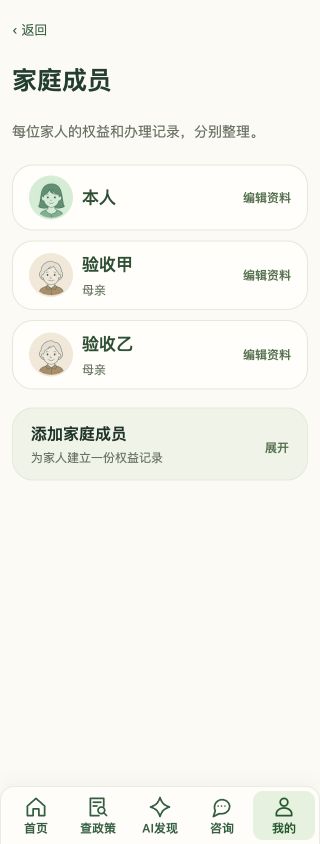 ‹ 返回
家庭成员
每位家人的权益和办理记录，分别整理。
本人
编辑资料
验收甲
母亲
编辑资料
验收乙
母亲
编辑资料
添加家庭成员
为家人建立一份权益记录
展开
首页
查政策
AI发现
咨询
我的